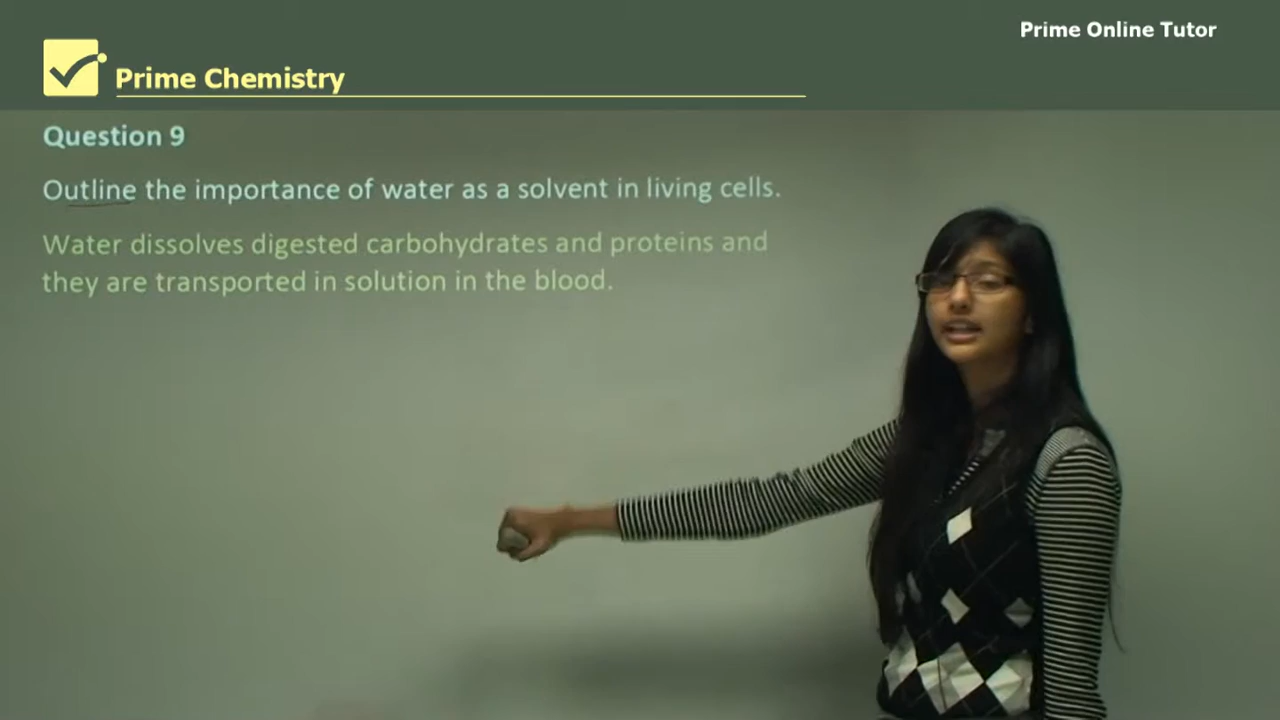 Prime Online Tutor
Prime Chemistry
Question 9
Outline the importance of water as a solvent in living cells.
Water dissolves digested carbohydrates and proteins and
they are transported in solution in the blood.